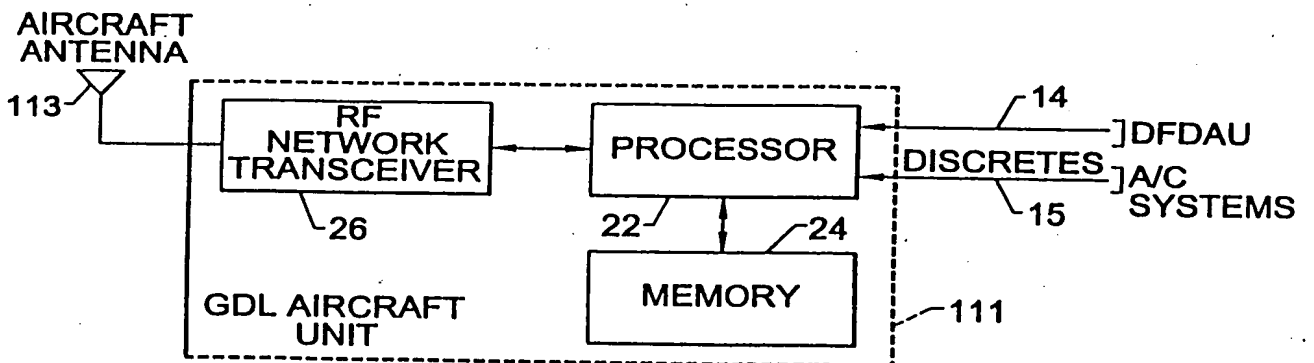 AIRCRAFT
ANTENNA
113
RF
NETWORK
TRANSCEIVER
26
PROCESSOR
22
24
MEMORY
GDL AIRCRAFT
UNIT
14
DFDAU
DISCRETES
A/C
SYSTEMS
15
111